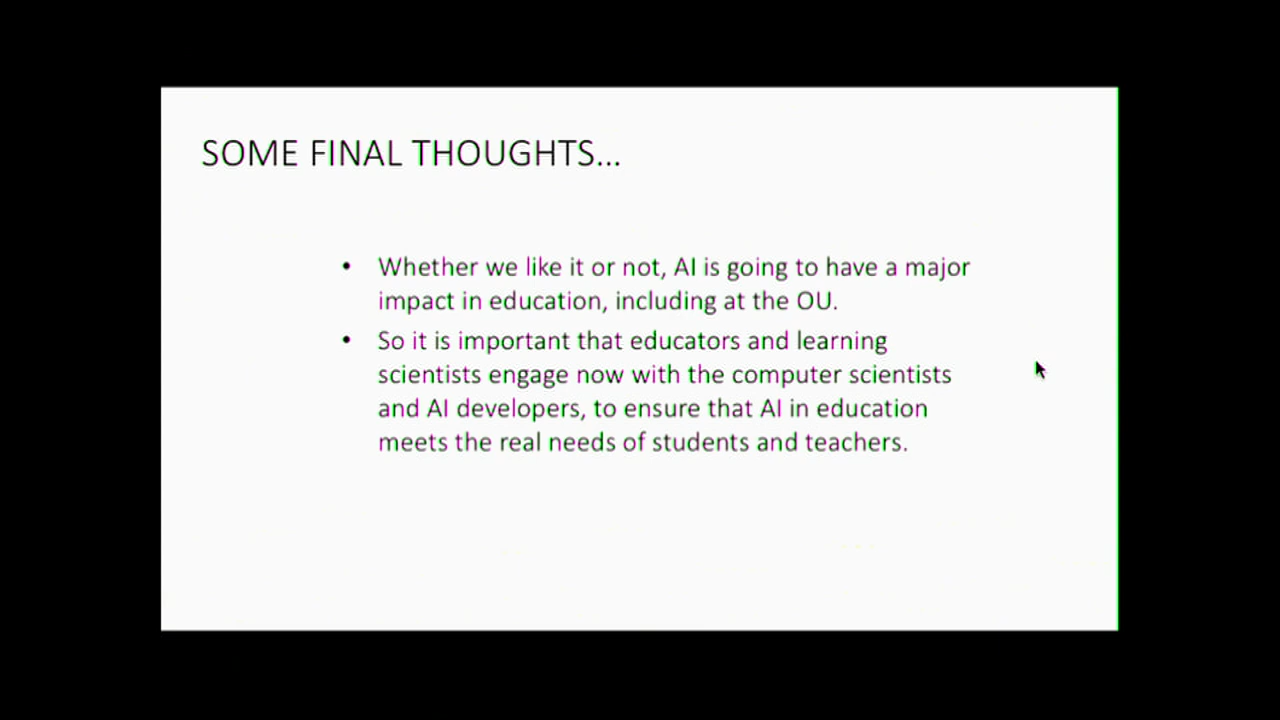 SOME FINAL THOUGHTS...
• Whether we like it or not, AI is going to have a major
impact in education, including at the OU.
• So it is important that educators and learning
scientists engage now with the computer scientists
and AI developers, to ensure that AI in education
meets the real needs of students and teachers.